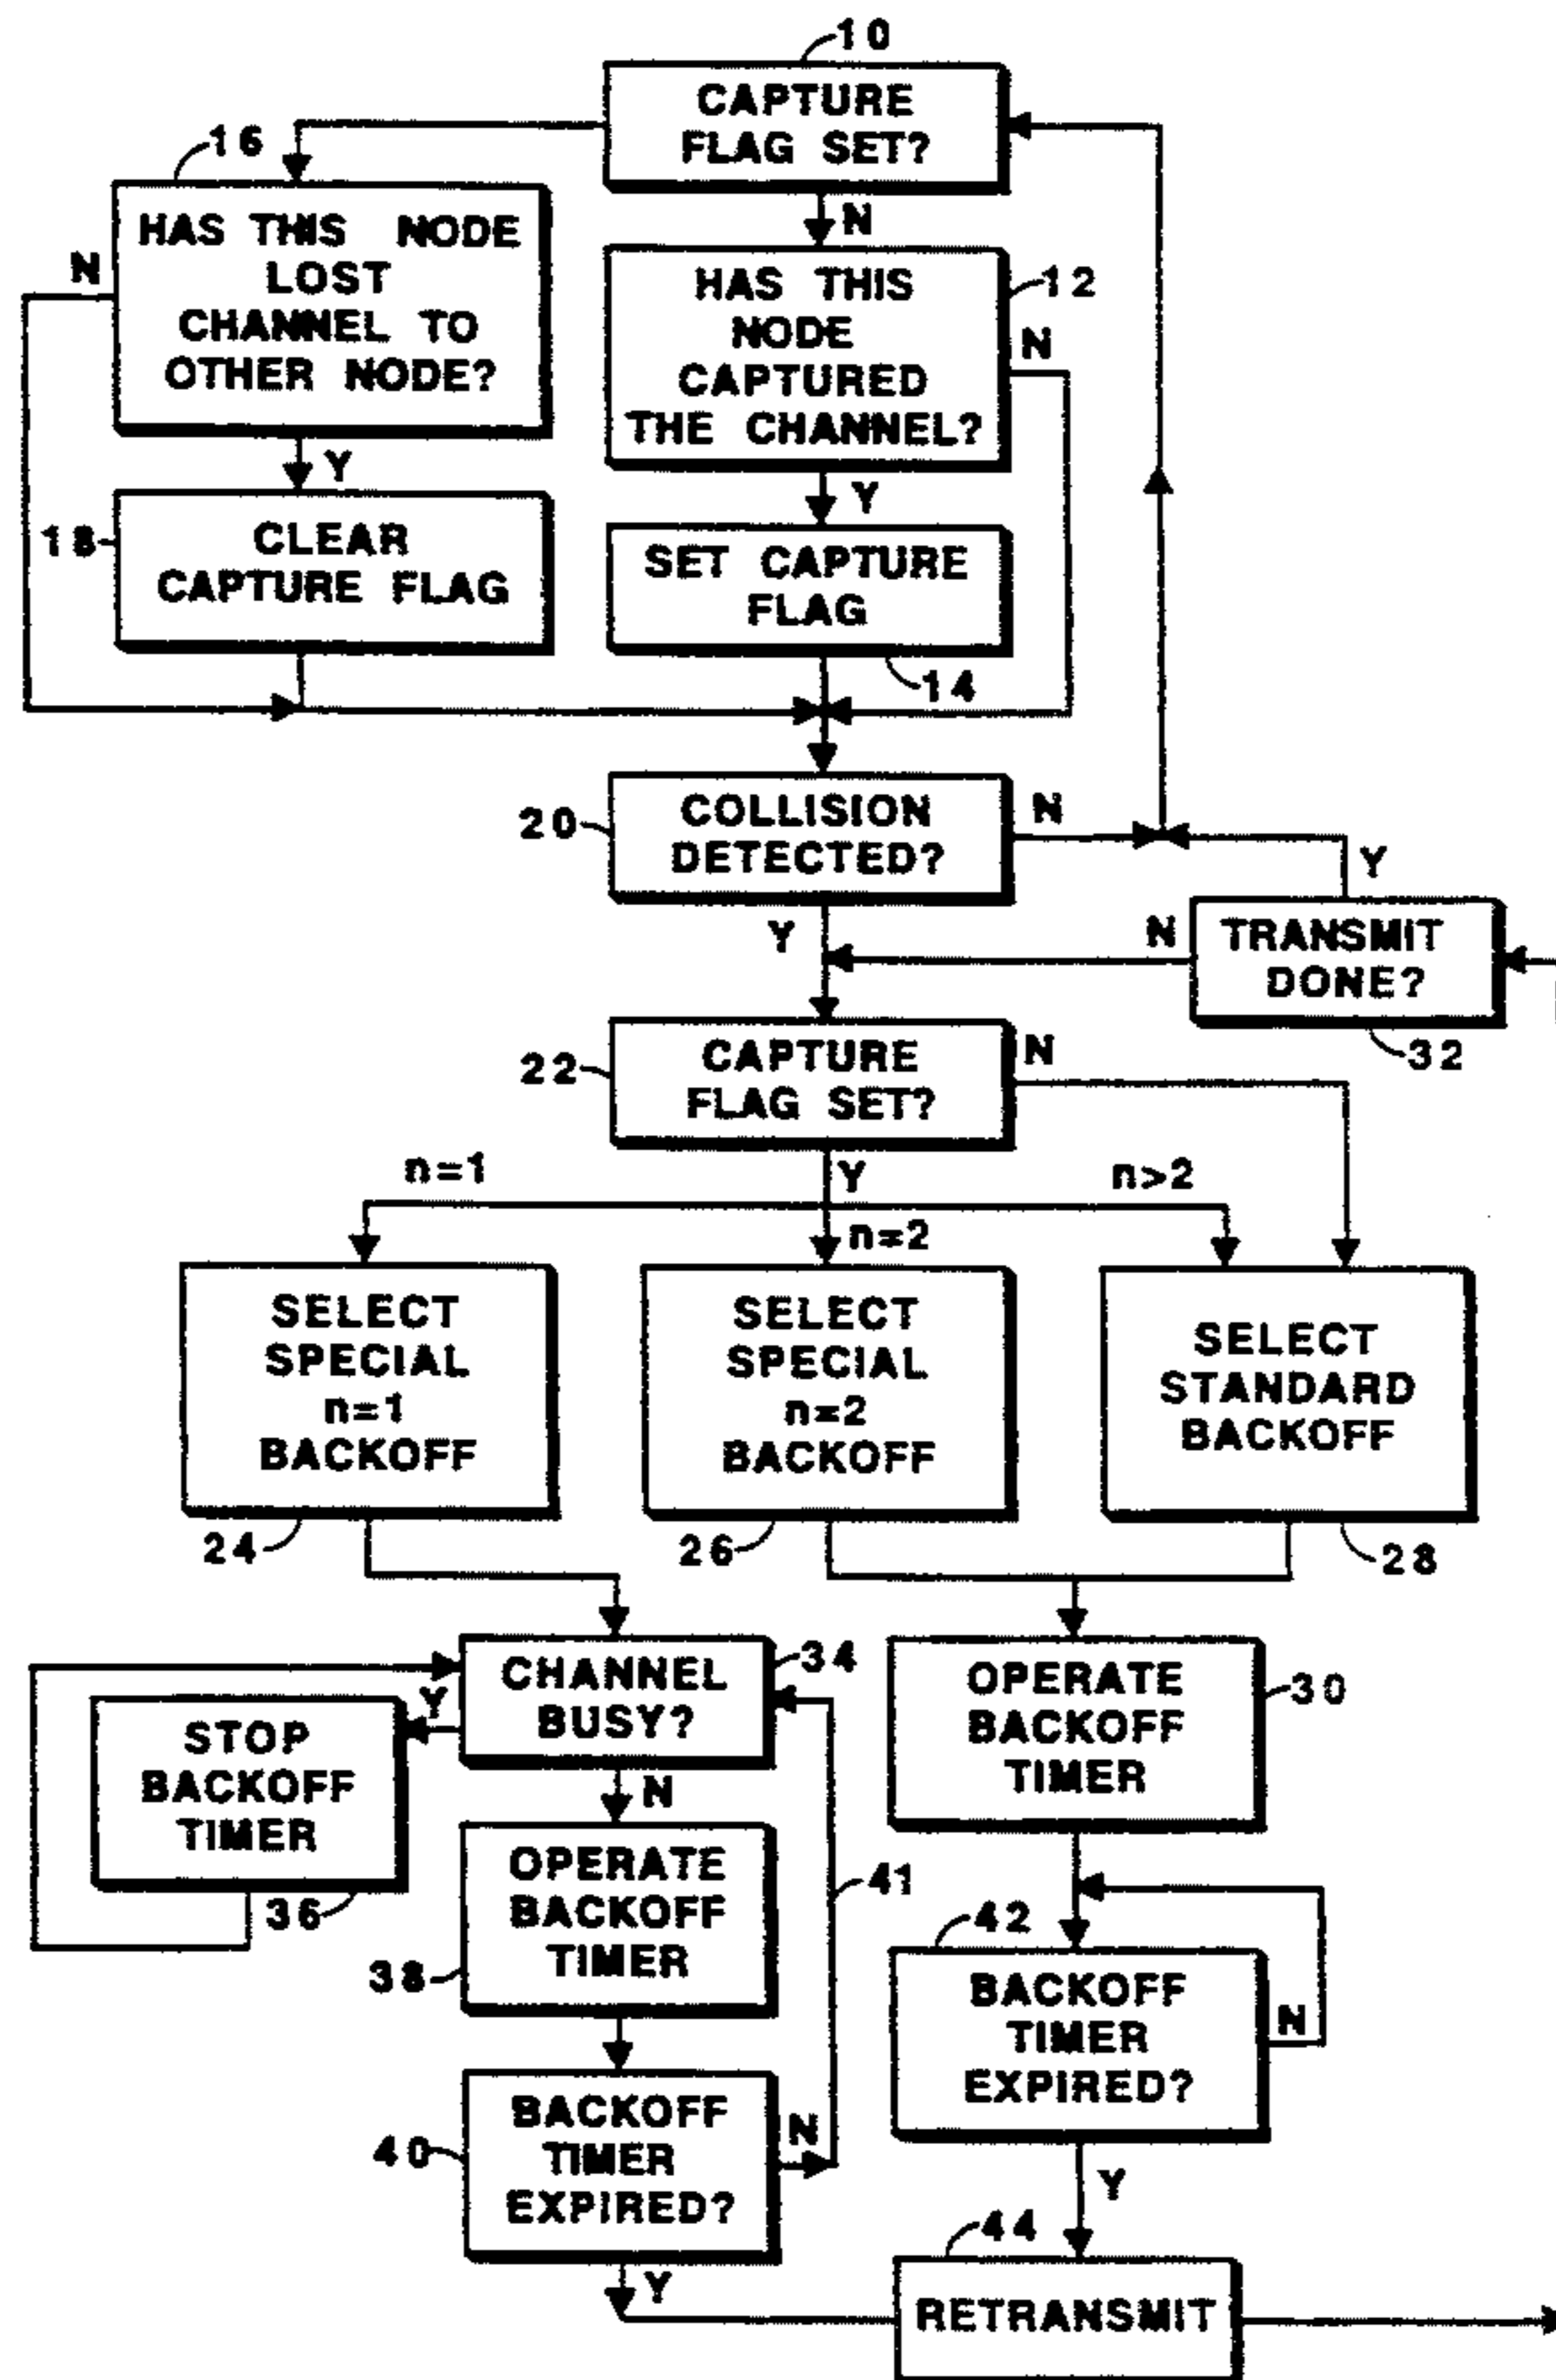 10
CAPTURE
FLAG SET?
16
HAS THIS NODE
LOST
CHANNEL TO
OTHER NODE?
N
N
HAS THIS
NODE
CAPTURED
THE CHANNEL?
12
N
Y
Y
18
CLEAR
CAPTURE FLAG
SET CAPTURE
FLAG
14
20
COLLISION
DETECTED?
N
Y
Y
N
TRANSMIT
DONE?
32
22
CAPTURE
FLAG SET?
N
n=1
Y
n>2
n=2
SELECT
SPECIAL
n=1
BACKOFF
24
SELECT
SPECIAL
n=2
BACKOFF
26
SELECT
STANDARD
BACKOFF
28
CHANNEL
BUSY?
34
Y
N
STOP
BACKOFF
TIMER
36
OPERATE
BACKOFF
TIMER
30
OPERATE
BACKOFF
TIMER
38
41
42
BACKOFF
TIMER
EXPIRED?
N
Y
BACKOFF
TIMER
EXPIRED?
40
N
Y
44
RETRANSMIT